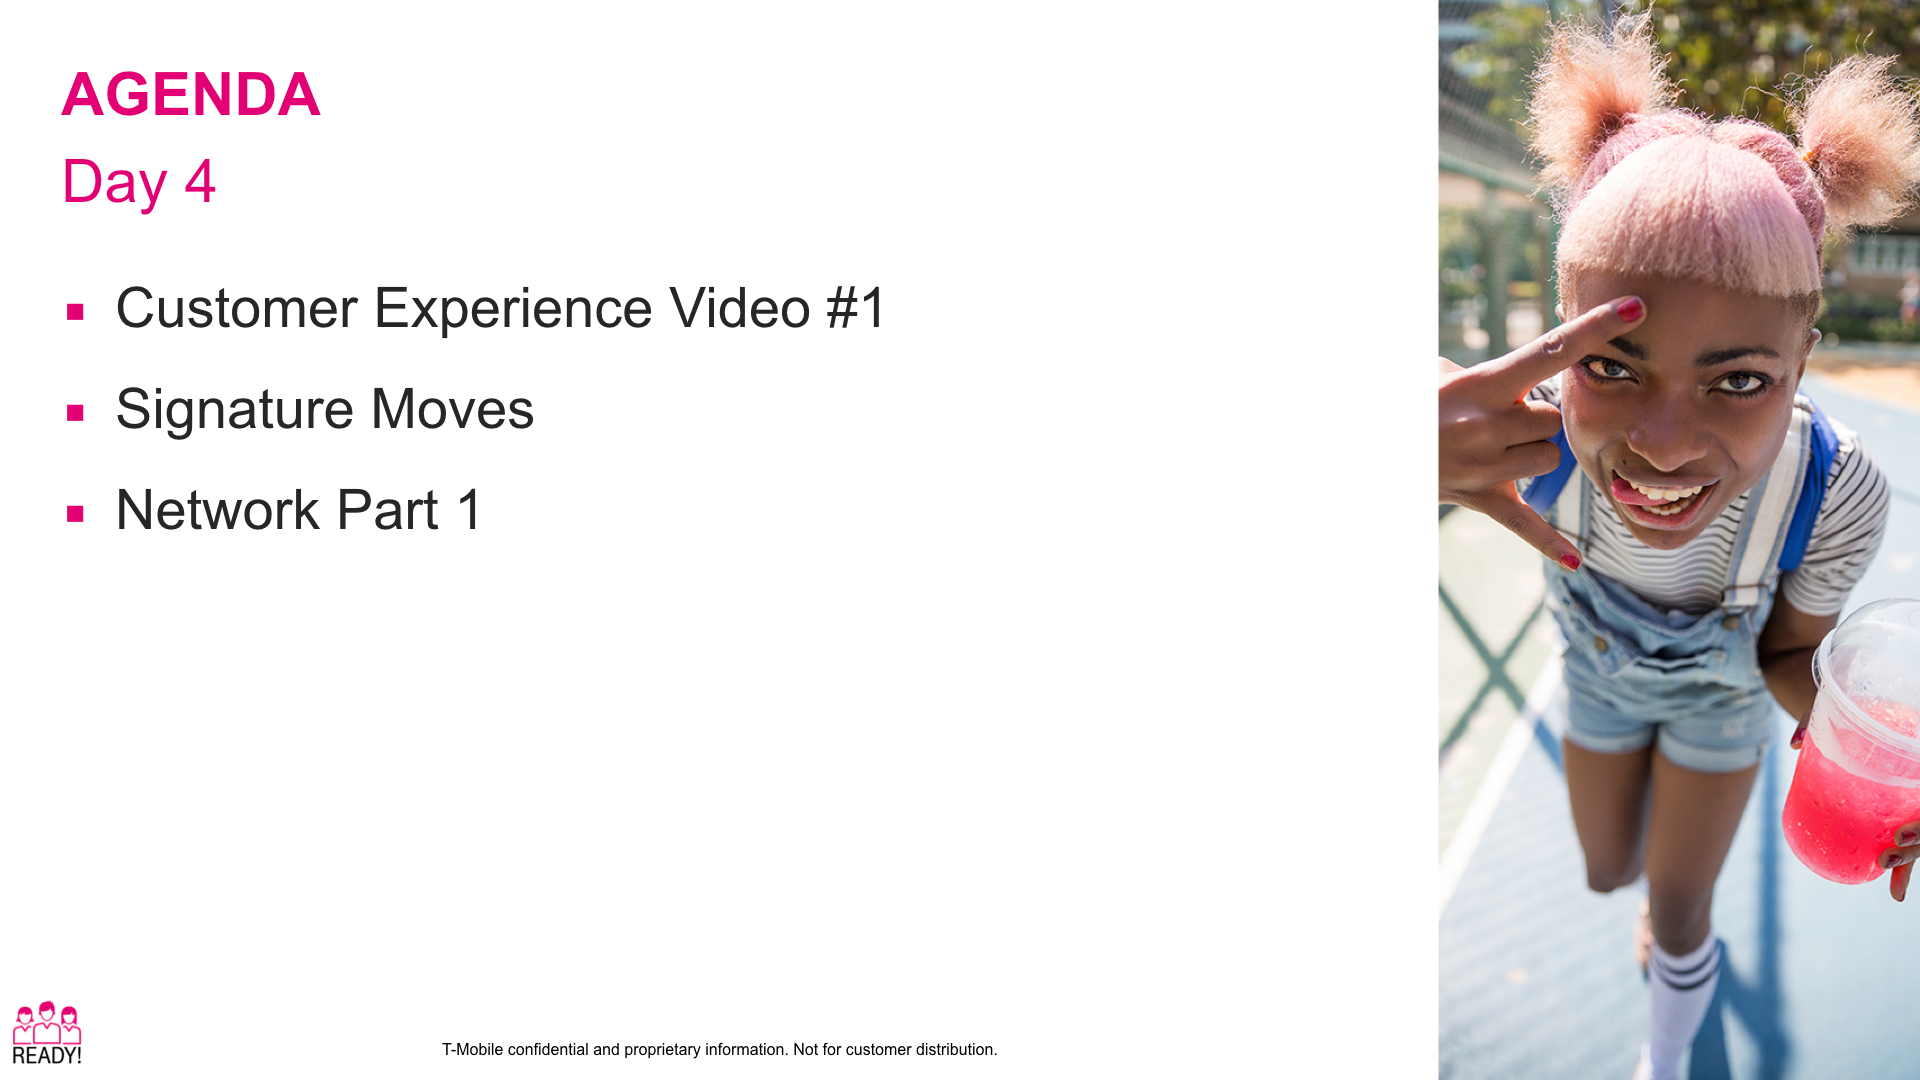 AGENDA
Day 4
Customer Experience Video #1
Signature Moves
Network Part 1
READY!
T-Mobile confidential and proprietary information. Not for customer distribution.